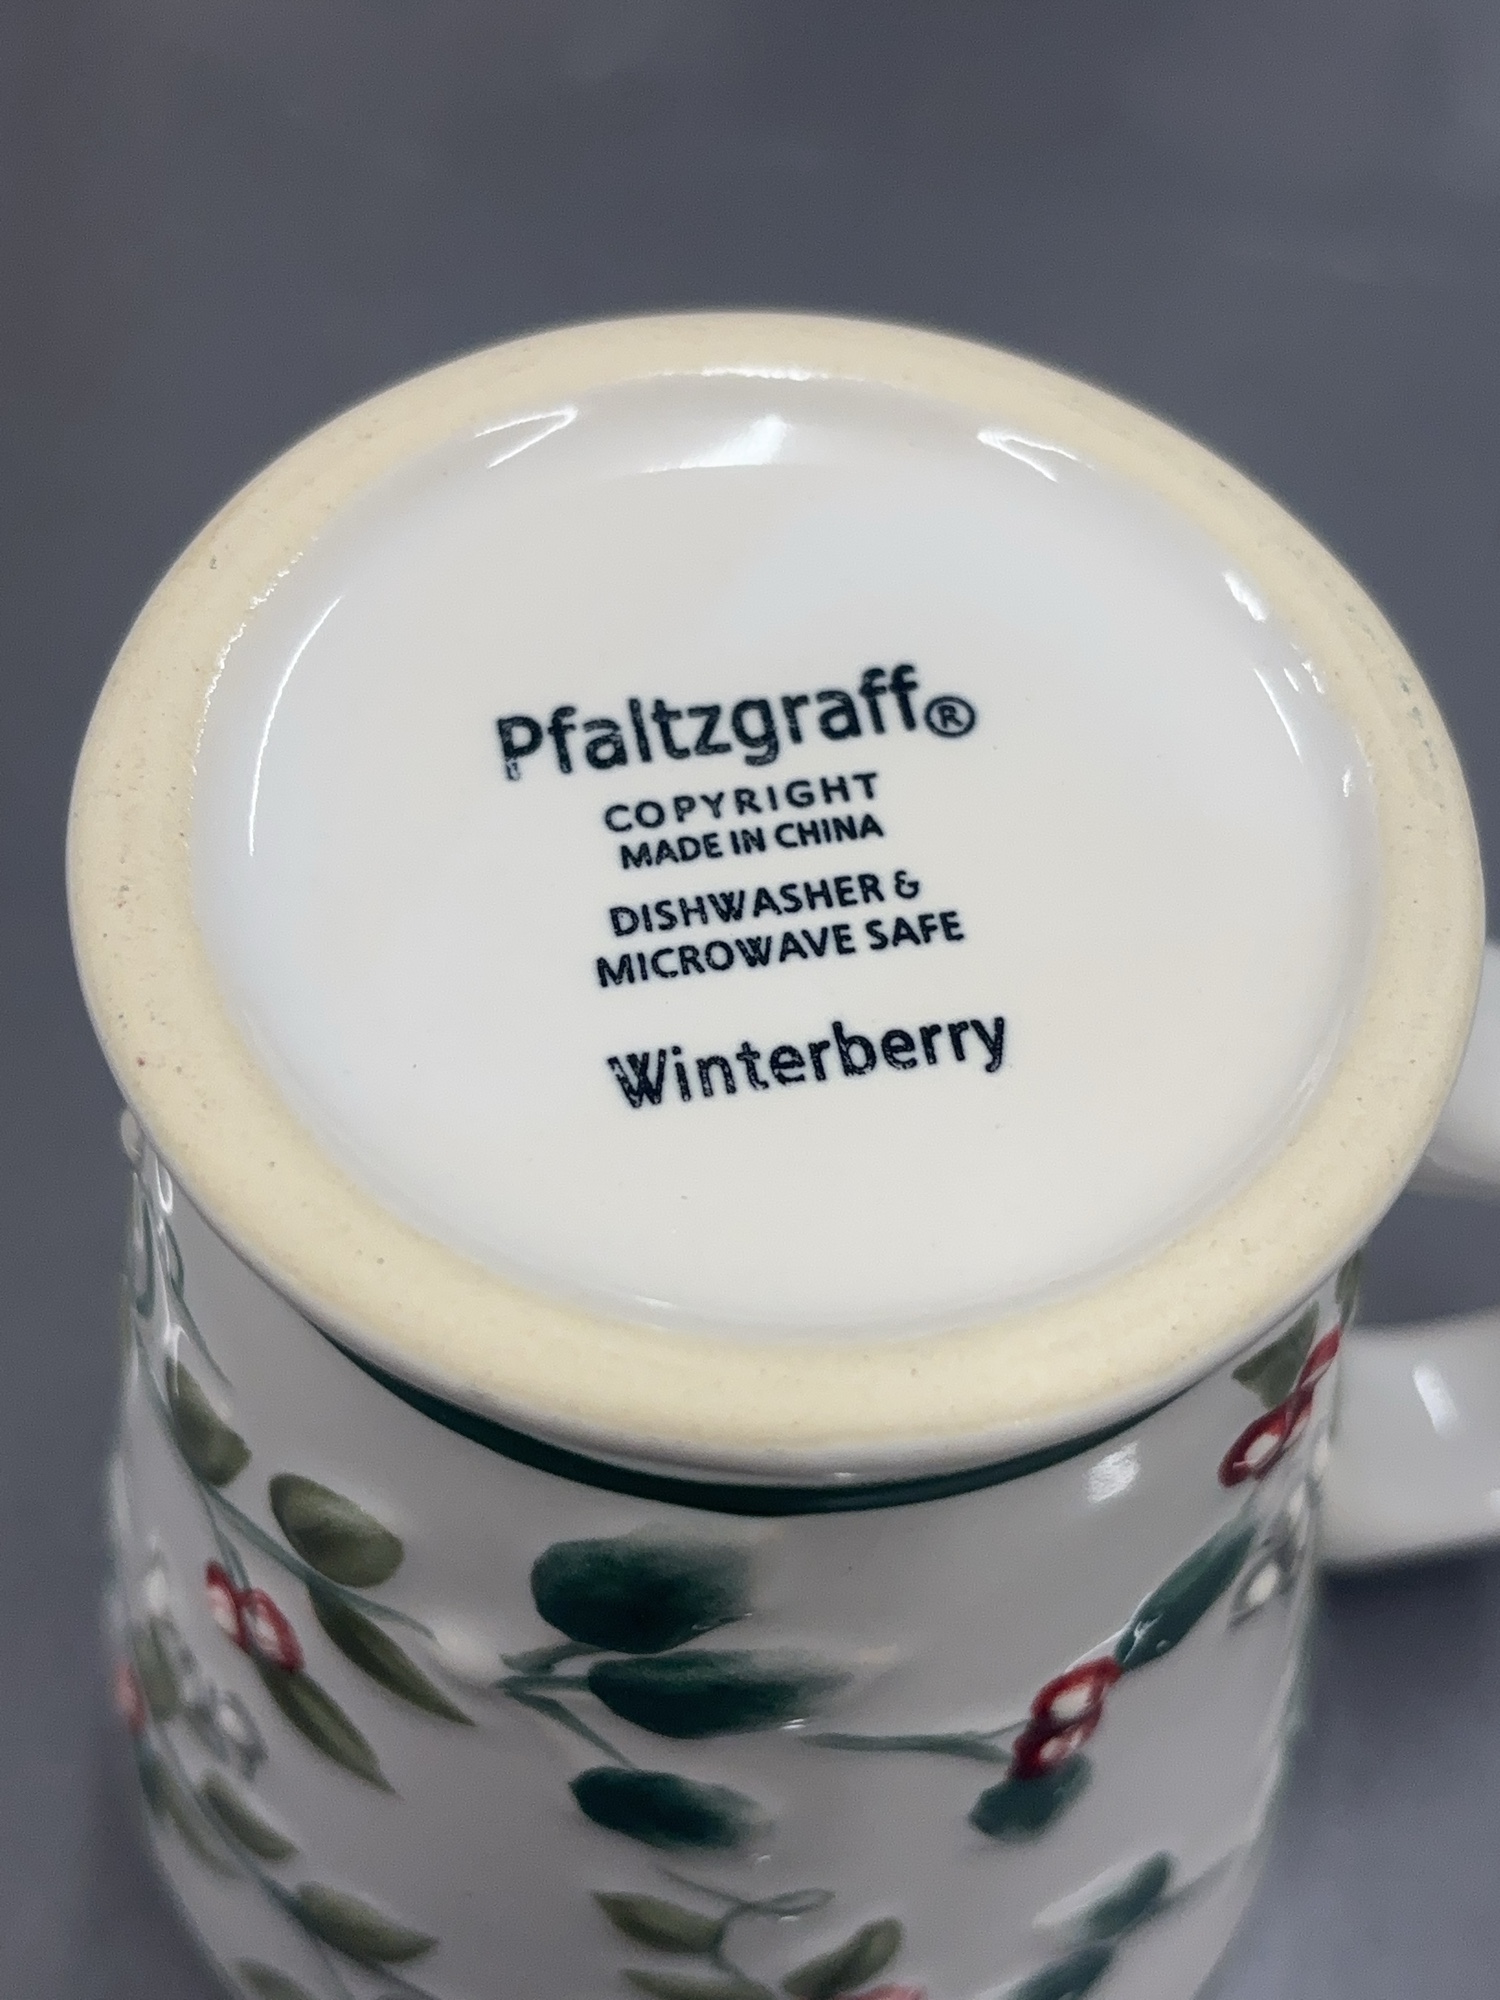 Pfaltzgraff®
COPYRIGHT
MADE IN CHINA
DISHWASHER &
MICROWAVE SAFE
Winterberry